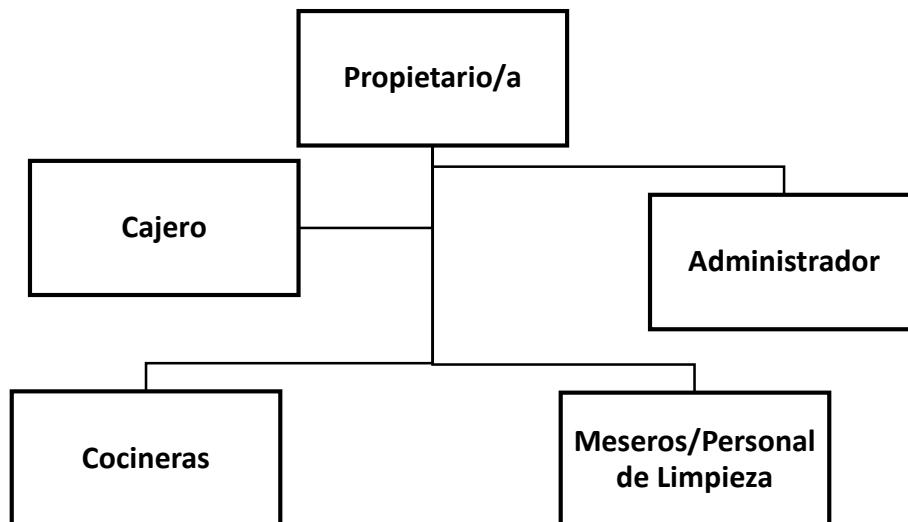 Propietario/a
Cajero
Administrador
Cocineras
Meseros/Personal
de Limpieza